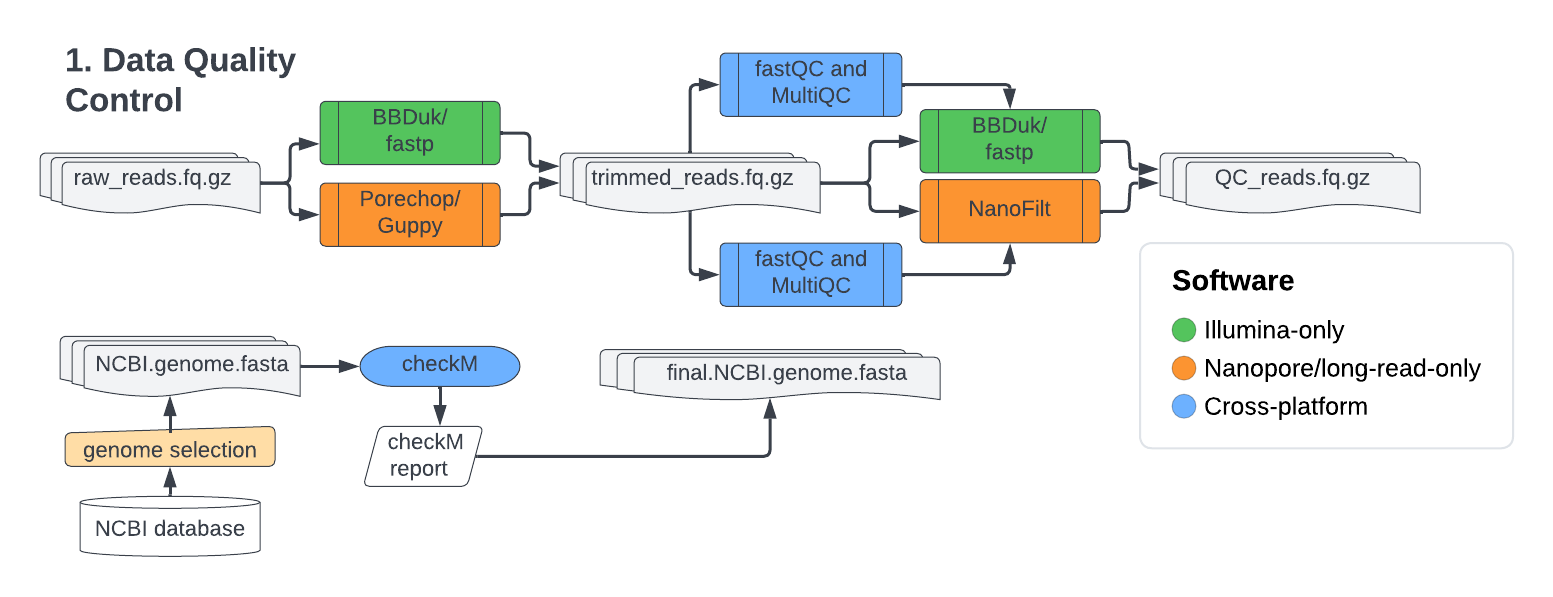 1. Data Quality
Control
raw_reads.fq.gz
BBDuk/
fastp
Porechop/
Guppy
trimmed_reads.fq.gz
fastQC and
MultiQC
fastQC and
MultiQC
BBDuk/
fastp
NanoFilt
QC_reads.fq.gz
Software
Illumina-only
Nanopore/long-read-only
Cross-platform
NCBI.genome.fasta
checkM
final.NCBI.genome.fasta
genome selection
checkM
report
NCBI database